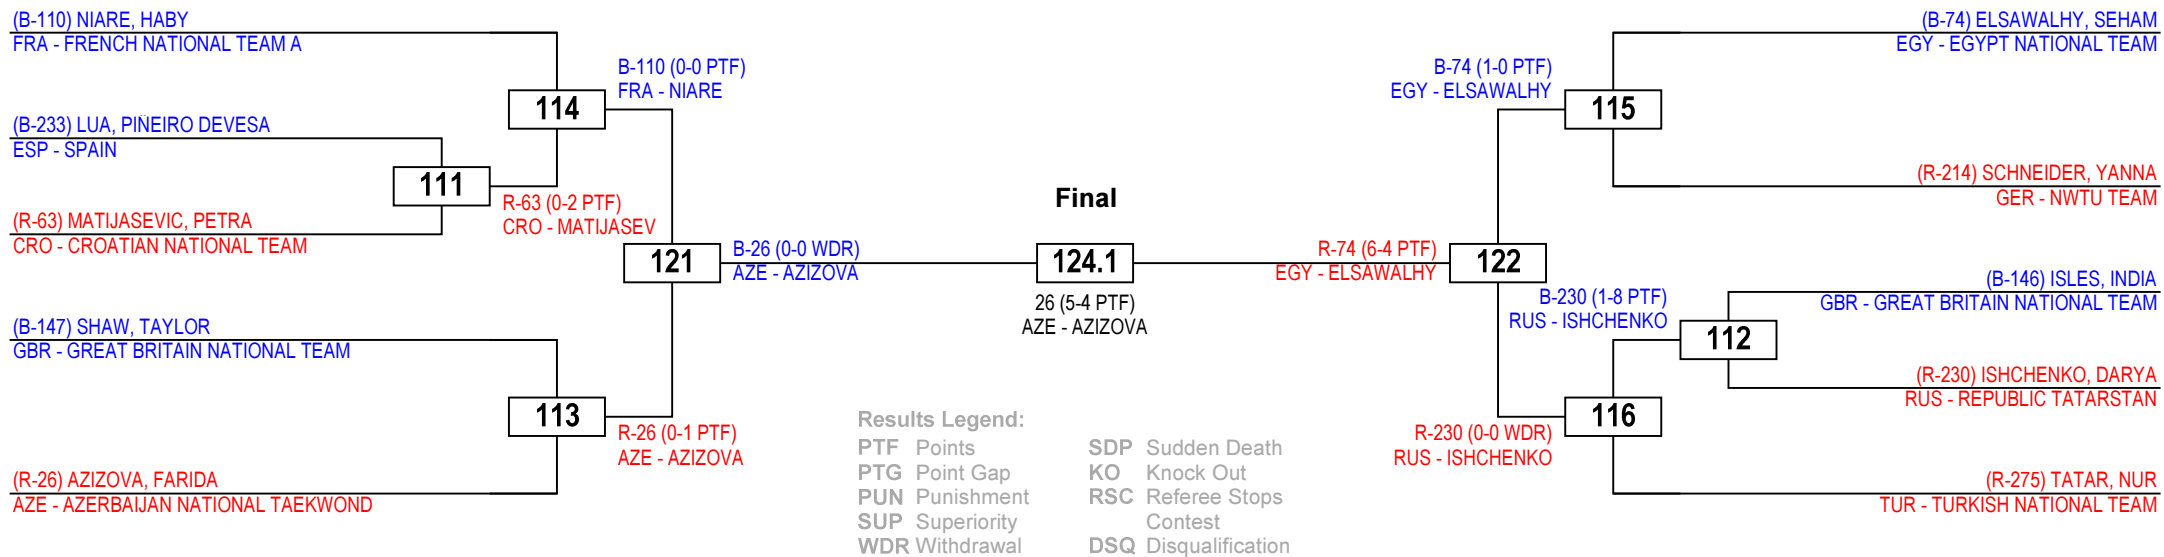 (B-110) NIARE, HABY
FRA - FRENCH NATIONAL TEAM A
B-110 (0-0 PTF)
FRA - NIARE
114
(B-233) LUA, PIÑEIRO DEVESA
ESP - SPAIN
111
R-63 (0-2 PTF)
CRO - MATIJASEV
(R-63) MATIJASEVIC, PETRA
CRO - CROATIAN NATIONAL TEAM
121
B-26 (0-0 WDR)
AZE - AZIZOVA
(B-147) SHAW, TAYLOR
GBR - GREAT BRITAIN NATIONAL TEAM
113
R-26 (0-1 PTF)
AZE - AZIZOVA
(R-26) AZIZOVA, FARIDA
AZE - AZERBAIJAN NATIONAL TAEKWOND
Final
124.1
26 (5-4 PTF)
AZE - AZIZOVA
(B-74) ELSAWALHY, SEHAM
EGY - EGYPT NATIONAL TEAM
B-74 (1-0 PTF)
EGY - ELSAWALHY
115
(R-214) SCHNEIDER, YANNA
GER - NWTU TEAM
R-74 (6-4 PTF)
EGY - ELSAWALHY
122
(B-146) ISLES, INDIA
GBR - GREAT BRITAIN NATIONAL TEAM
B-230 (1-8 PTF)
RUS - ISHCHENKO
112
(R-230) ISHCHENKO, DARYA
RUS - REPUBLIC TATARSTAN
116
R-230 (0-0 WDR)
RUS - ISHCHENKO
(R-275) TATAR, NUR
TUR - TURKISH NATIONAL TEAM
Results Legend:
PTF Points
PTG Point Gap
PUN Punishment
SUP Superiority
WDR Withdrawal
SDP Sudden Death
KO Knock Out
RSC Referee Stops
Contest
DSQ Disqualification